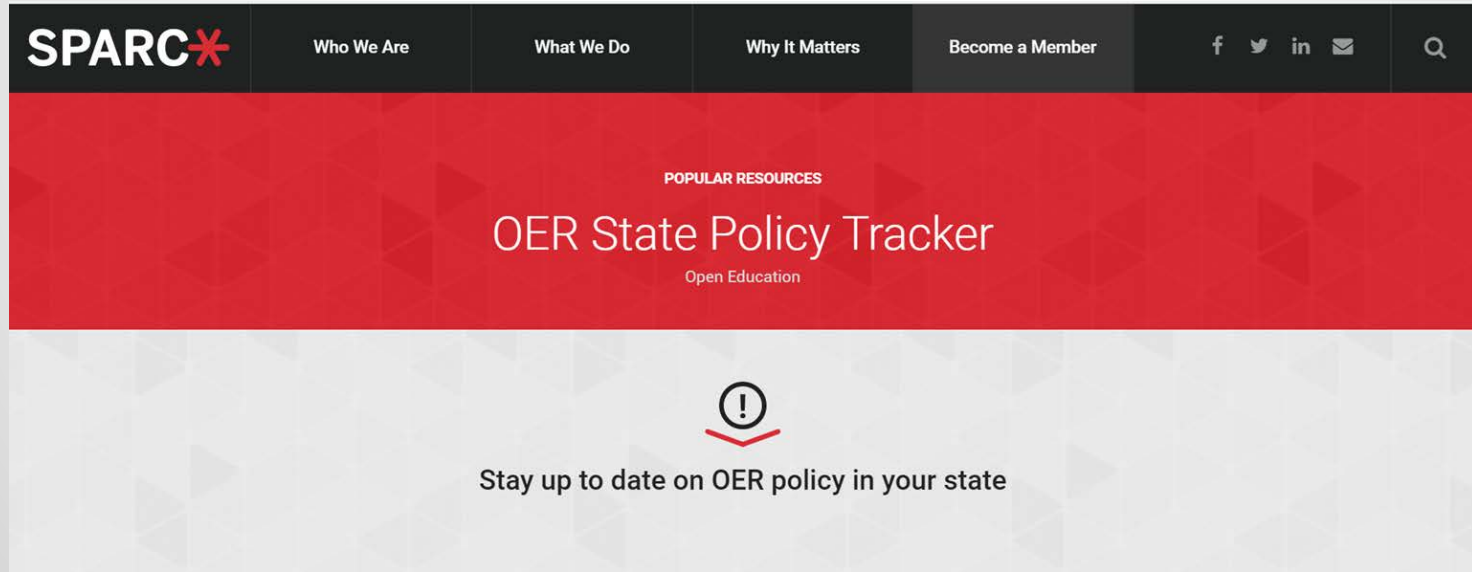 SPARC
Who We Are
What We Do
Why It Matters
Become a Member
POPULAR RESOURCES
OER State Policy Tracker
Open Education
Stay up to date on OER policy in your state